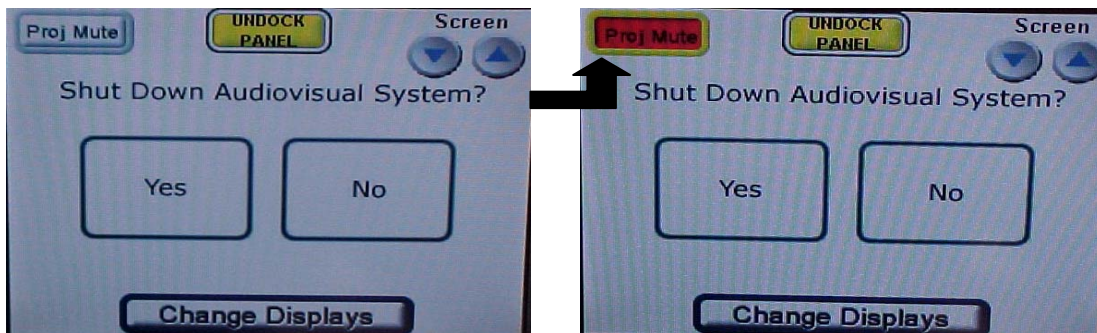 Proj Mute
UNDOCK
PANEL
Screen
Shut Down Audiovisual System?
Yes
No
Change Displays
Proj Mute
UNDOCK
PANEL
Screen
Shut Down Audiovisual System?
Yes
No
Change Displays